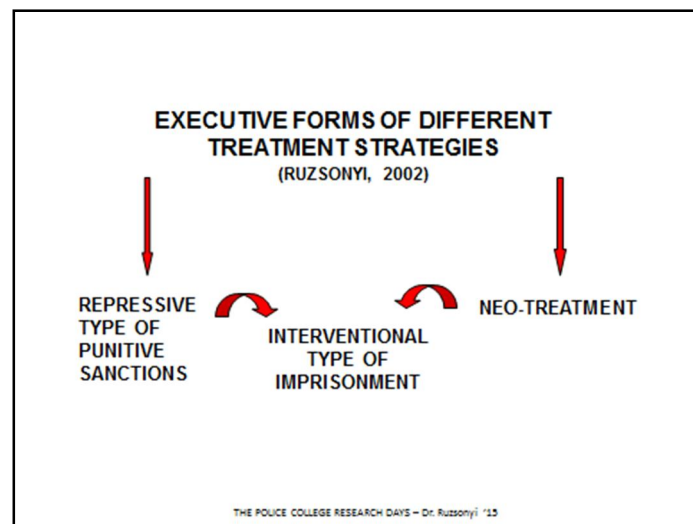 EXECUTIVE FORMS OF DIFFERENT
TREATMENT STRATEGIES
(RUZSONYI, 2002)
REPRESSIVE
TYPE OF
PUNITIVE
SANCTIONS
INTERVENTIONAL
TYPE OF
IMPRISONMENT
NEO-TREATMENT
THE POLICE COLLEGE RESEARCH DAYS – Dr. Ruzsonyi '15